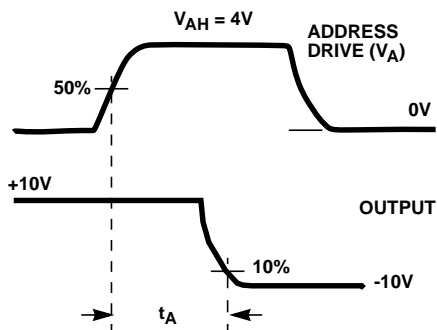 V_AH = 4V
ADDRESS
DRIVE (V_A)
50%
0V
+10V
OUTPUT
10%
-10V
t_A